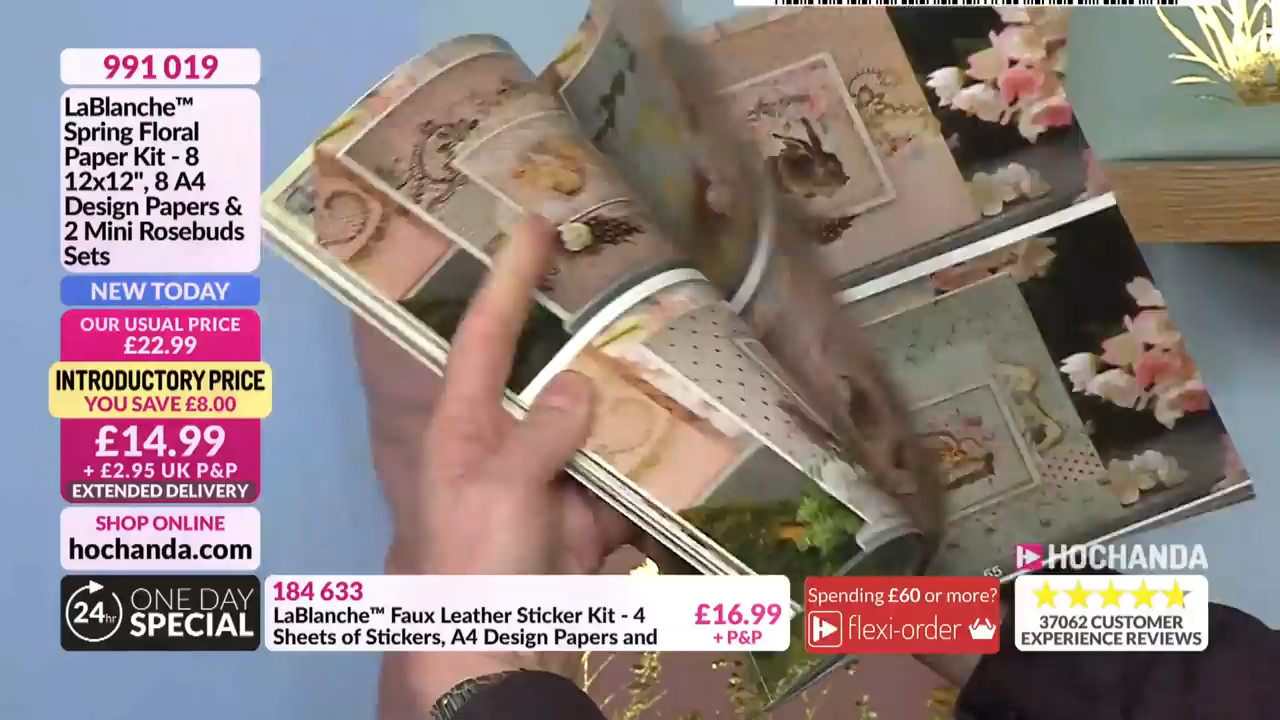 991 019
LaBlanche™
Spring Floral
Paper Kit - 8
12x12", 8 A4
Design Papers &
2 Mini Rosebuds
Sets
NEW TODAY
OUR USUAL PRICE
£22.99
INTRODUCTORY PRICE
YOU SAVE £8.00
£14.99
+ £2.95 UK P&P
EXTENDED DELIVERY
SHOP ONLINE
hochanda.com
24hr ONE DAY
SPECIAL
184 633
LaBlanche™ Faux Leather Sticker Kit - 4
Sheets of Stickers, A4 Design Papers and
£16.99
+ P&P
Spending £60 or more?
flexi-order
HOCHANDA
37062 CUSTOMER
EXPERIENCE REVIEWS
55